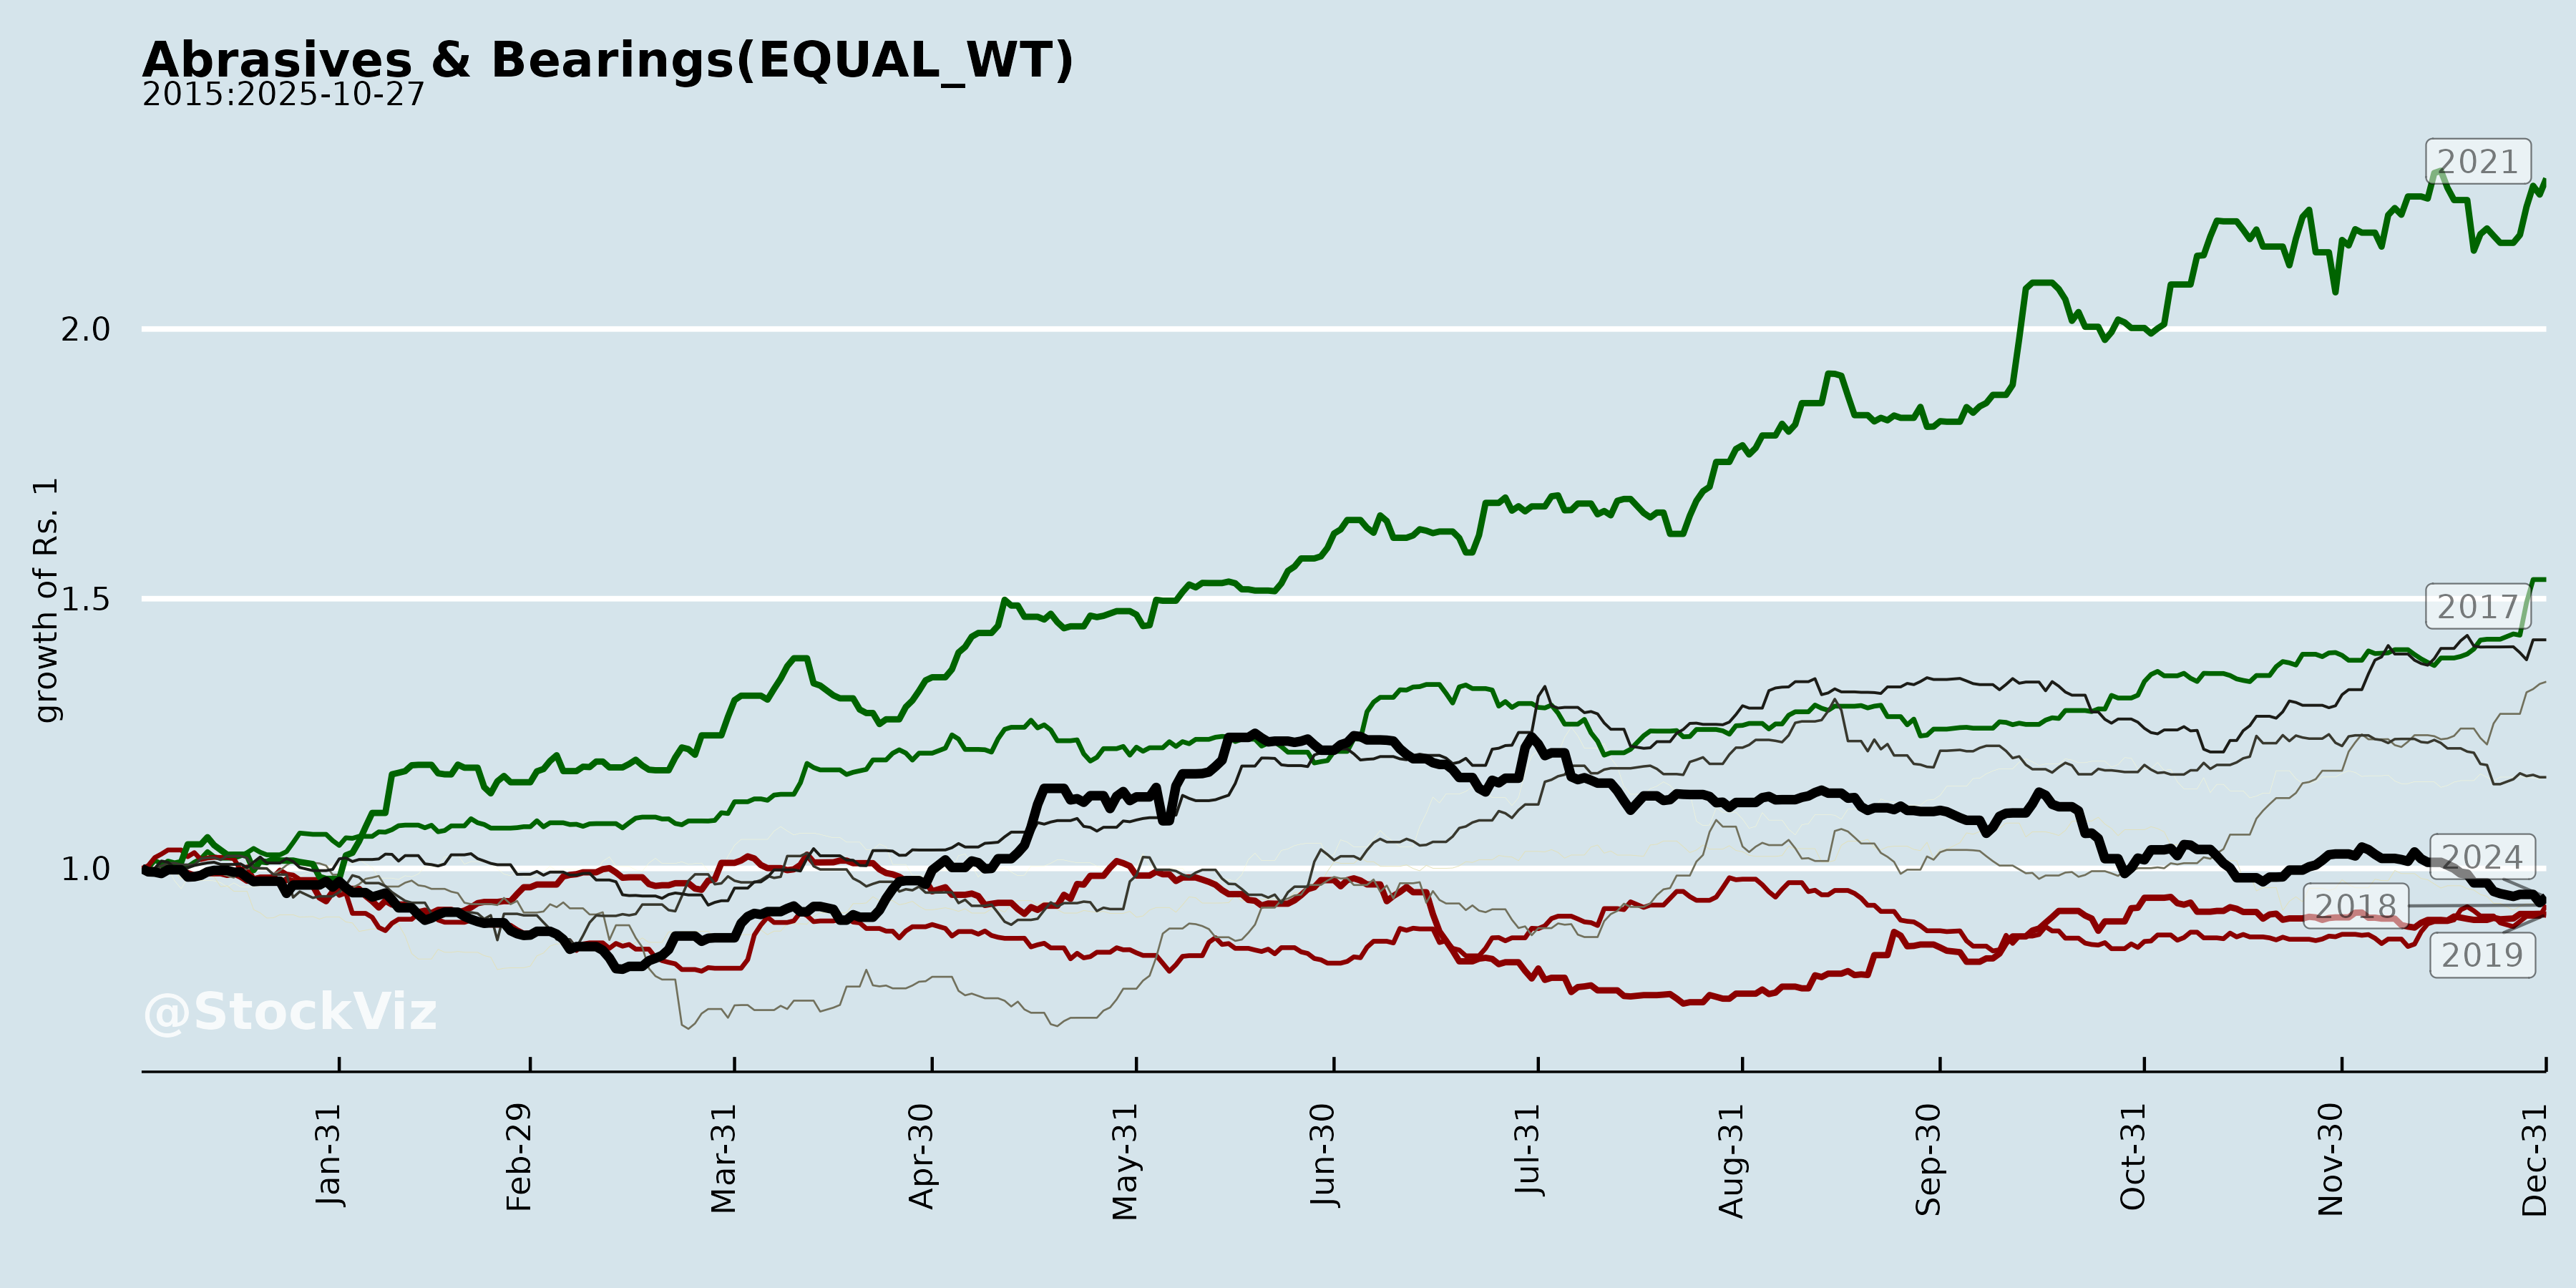 Abrasives & Bearings(EQUAL_WT)
2015:2025-10-27
2021
2.0
growth of Rs. 1
1.5
2017
1.0
2024
2018
2019
@StockViz
Jan-31
Feb-29
Mar-31
Apr-30
May-31
Jun-30
Jul-31
Aug-31
Sep-30
Oct-31
Nov-30
Dec-31